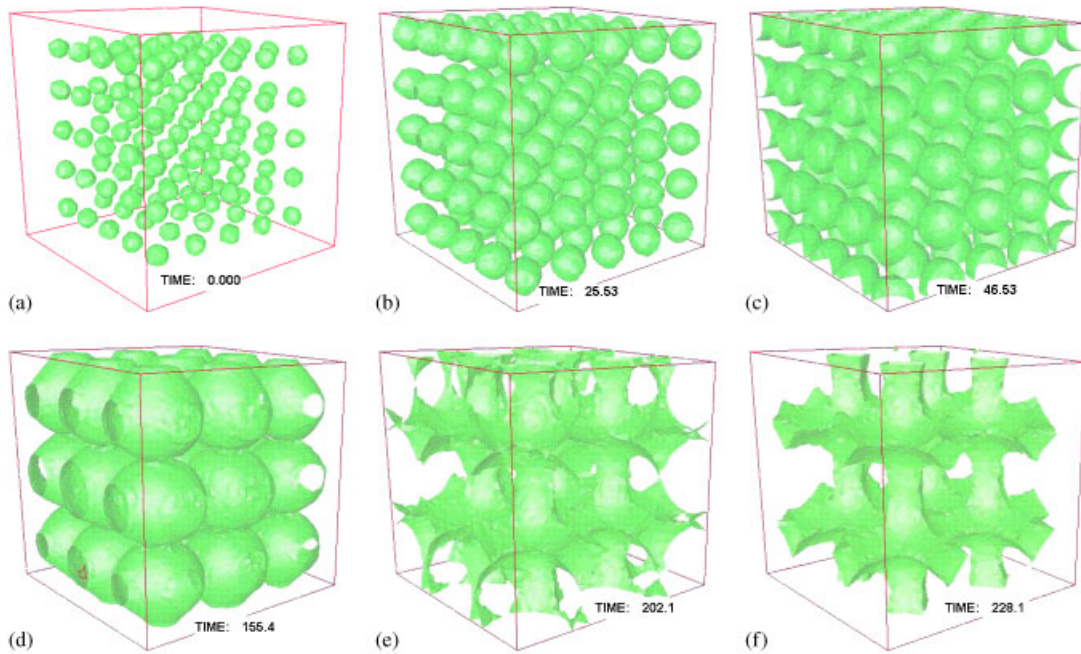 TIME: 0.000
(a)
TIME: 25.53
(b)
TIME: 46.53
(c)
TIME: 155.4
(d)
TIME: 202.1
(e)
TIME: 228.1
(f)